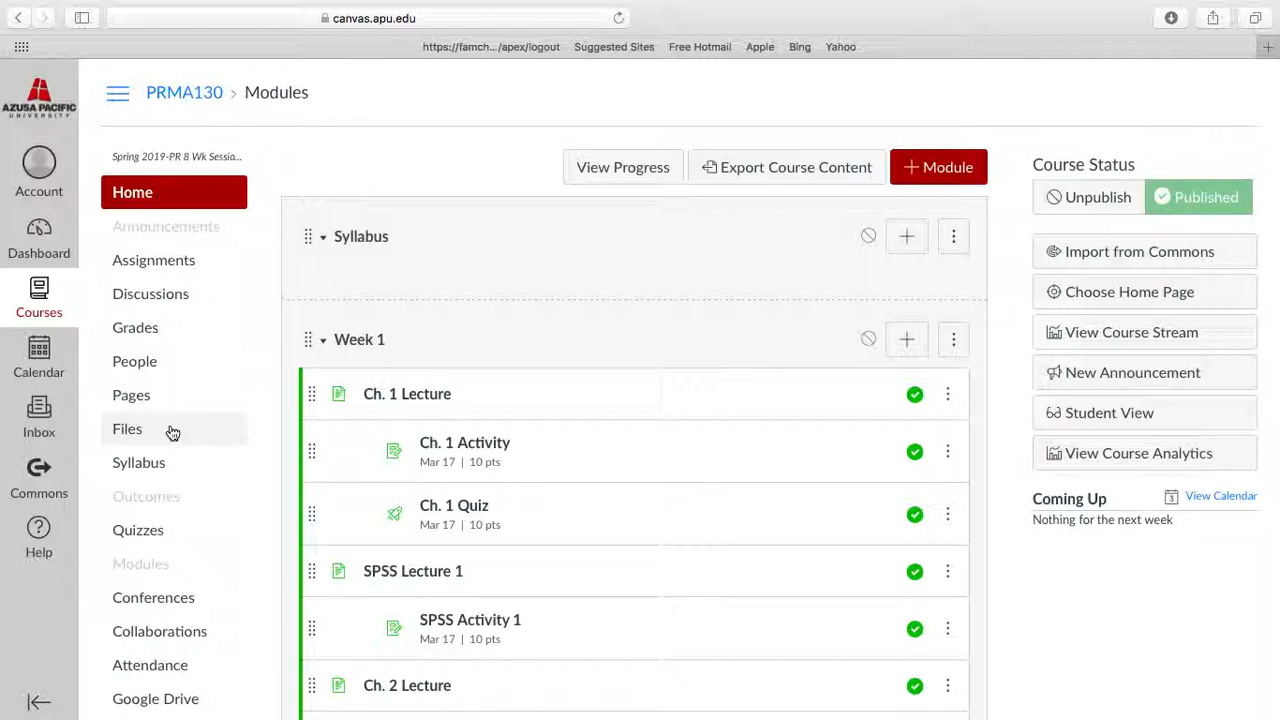 canvas.apu.edu
https://famch.../apex/logout Suggested Sites Free Hotmail Apple Bing Yahoo
AZUSA PACIFIC
UNIVERSITY
Account
Dashboard
Courses
Calendar
Inbox
Commons
Help
PRMA130 > Modules
Spring 2019-PR 8 Wk Sessio...
Home
Announcements
Assignments
Discussions
Grades
People
Pages
Files
Syllabus
Outcomes
Quizzes
Modules
Conferences
Collaborations
Attendance
Google Drive
View Progress Export Course Content + Module
Syllabus
Week 1
Ch. 1 Lecture
Ch. 1 Activity
Mar 17 | 10 pts
Ch. 1 Quiz
Mar 17 | 10 pts
SPSS Lecture 1
SPSS Activity 1
Mar 17 | 10 pts
Ch. 2 Lecture
Course Status
Unpublish Published
Import from Commons
Choose Home Page
View Course Stream
New Announcement
Student View
View Course Analytics
Coming Up View Calendar
Nothing for the next week